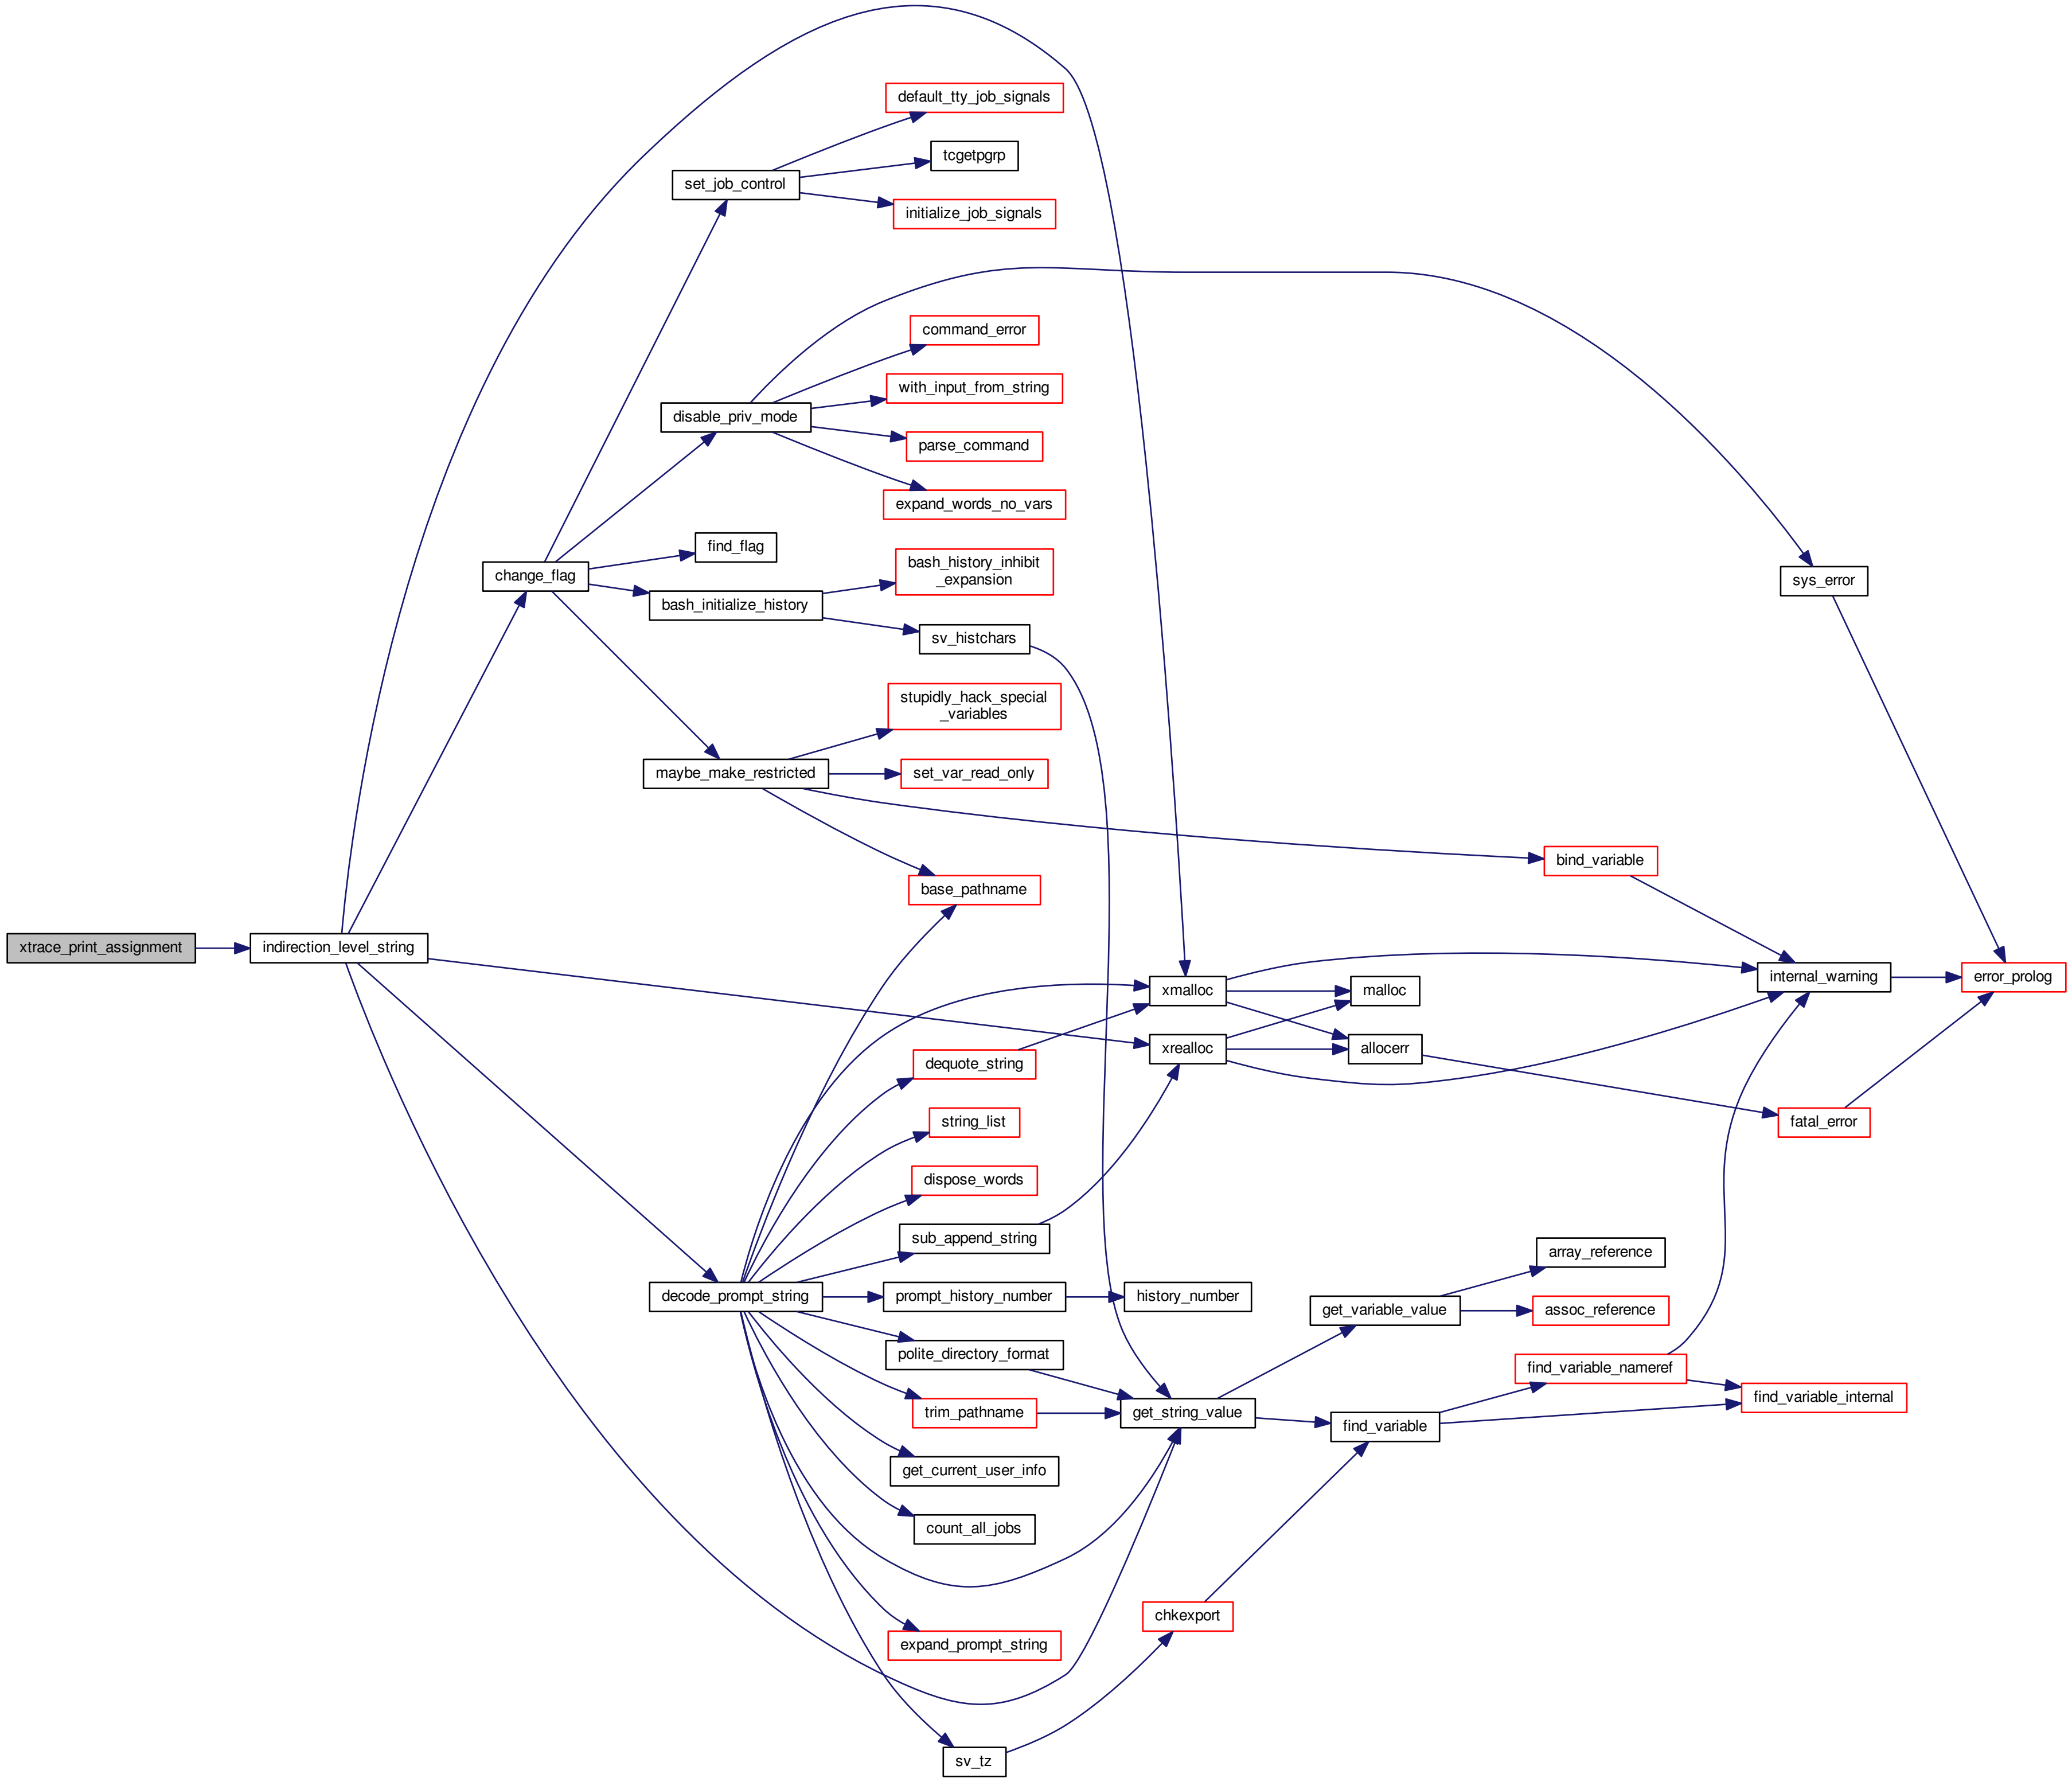 default_tty_job_signals
tcgetpgrp
set_job_control
initialize_job_signals
command_error
with_input_from_string
disable_priv_mode
parse_command
expand_words_no_vars
find_flag
bash_history_inhibit
_expansion
change_flag
sys_error
bash_initialize_history
sv_histchars
stupidly_hack_special
_variables
maybe_make_restricted
set_var_read_only
bind_variable
base_pathname
xtrace_print_assignment
indirection_level_string
internal_warning
error_prolog
xmalloc
malloc
xrealloc
allocerr
dequote_string
string_list
fatal_error
dispose_words
sub_append_string
array_reference
decode_prompt_string
prompt_history_number
history_number
get_variable_value
assoc_reference
polite_directory_format
find_variable_nameref
find_variable_internal
trim_pathname
get_string_value
find_variable
get_current_user_info
count_all_jobs
chkexport
expand_prompt_string
sv_tz